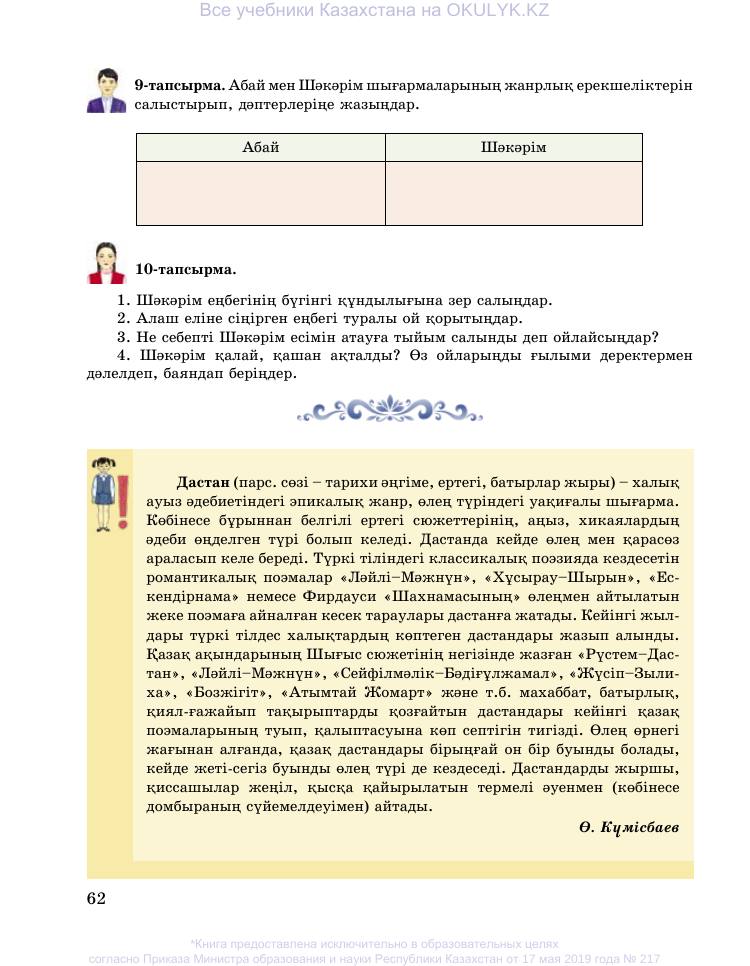 Все учебники Казахстана на OKULYK.KZ
9-тапсырма. Абай мен Шәкәрім шығармаларының жанрлық ерекшеліктерін
салыстырып, дәптерлеріңе жазыңдар.
Абай
Шәкәрім
10-тапсырма.
1. Шәкәрім еңбегінің бүгінгі құндылығына зер салыңдар.
2. Алаш еліне сіңірген еңбегі туралы ой қорытыңдар.
3. Не себепті Шәкәрім есімін атауға тыйым салынды деп ойлайсыңдар?
4. Шәкәрім қалай, қашан ақталды? Өз ойларыңды ғылыми деректермен
дәлелдеп, баяндап беріңдер.
Дастан (парс. сөзі – тарихи әңгіме, ертегі, батырлар жыры) – халық
ауыз әдебиетіндегі эпикалық жанр, өлең түріндегі уақиғалы шығарма.
Көбінесе бұрыннан белгілі ертегі сюжеттерінің, аңыз, хикаялардың
әдеби өңделген түрі болып келеді. Дастанда кейде өлең мен қарасөз
араласып келе береді. Түркі тіліндегі классикалық поэзияда кездесетін
романтикалық поэмалар «Ләйлі–Мәжнүн», «Хұсырау–Шырын», «Ес-
кендірнама» немесе Фирдауси «Шахнамасының» өлеңмен айтылатын
жеке поэмаға айналған кесек тараулары дастанға жатады. Кейінгі жыл-
дары түркі тілдес халықтардың көптеген дастандары жазып алынды.
Қазақ ақындарының Шығыс сюжетінің негізінде жазған «Рүстем–Дас-
тан», «Ләйлі–Мәжнүн», «Сейфілмәлік–Бәдіғұлжамал», «Жүсіп–Зыли-
ха», «Бозжігіт», «Атымтай Жомарт» және т.б. махаббат, батырлық,
қиял-ғажайып тақырыптарды қозғайтын дастандары кейінгі қазақ
поэмаларының туып, қалыптасуына көп септігін тигізді. Өлең өрнегі
жағынан алғанда, қазақ дастандары бірыңғай он бір буынды болады,
кейде жеті-сегіз буынды өлең түрі де кездеседі. Дастандарды жыршы,
қиссашылар жеңіл, қысқа қайырылатын термелі әуенмен (көбінесе
домбыраның сүйемелдеуімен) айтады.
Ө. Күмісбаев
62
*Книга предоставлена исключительно в образовательных целях
согласно Приказа Министра образования и науки Республики Казахстан от 17 мая 2019 года № 217